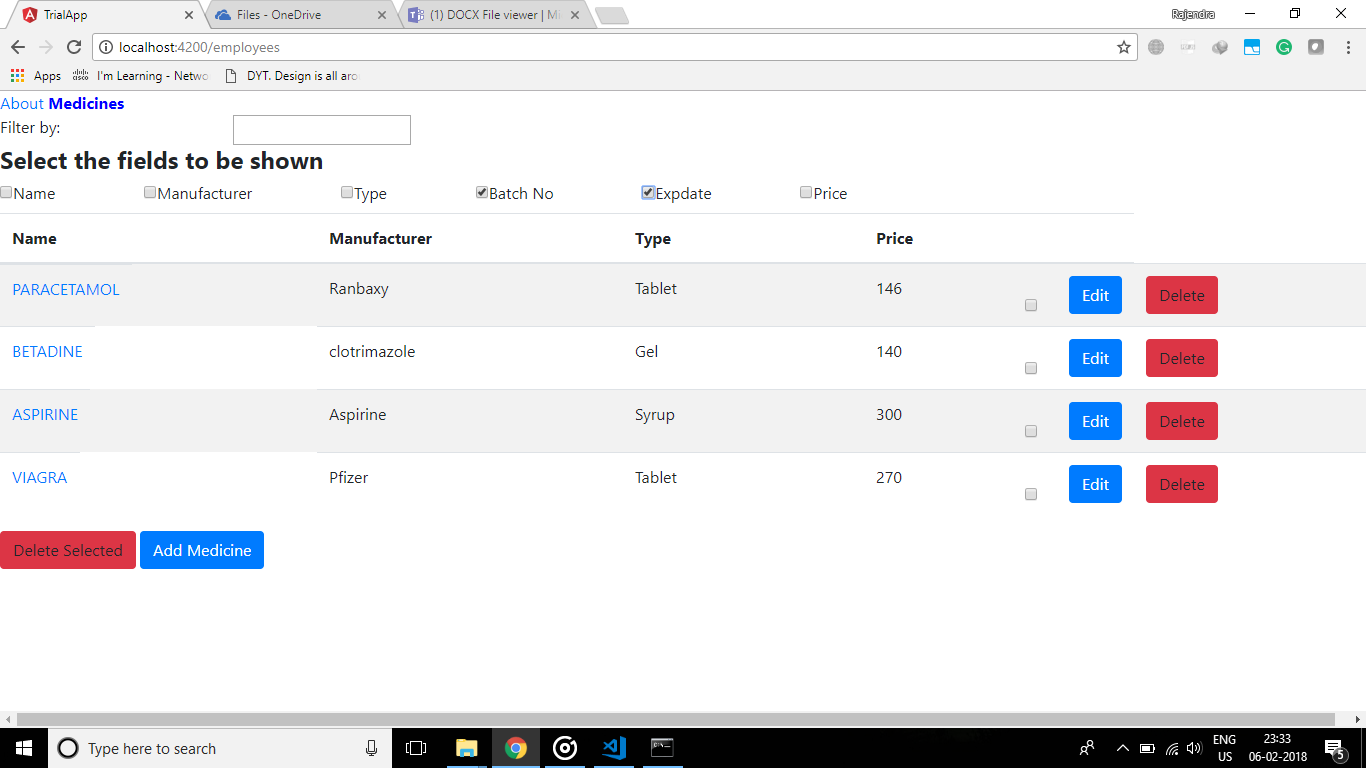 TrialApp
Files - OneDrive
(1) DOCX File viewer | Mi
Rajendra
localhost:4200/employees
Apps
I'm Learning - Netwo
DYT. Design is all aro
About Medicines
Filter by:
Select the fields to be shown
Name Manufacturer Type Batch No Expdate Price
Name Manufacturer Type Price
PARACETAMOL Ranbaxy Tablet 146 Edit Delete
BETADINE clotrimazole Gel 140 Edit Delete
ASPIRINE Aspirine Syrup 300 Edit Delete
VIAGRA Pfizer Tablet 270 Edit Delete
Delete Selected Add Medicine
Type here to search
ENG
US
23:33
06-02-2018
5